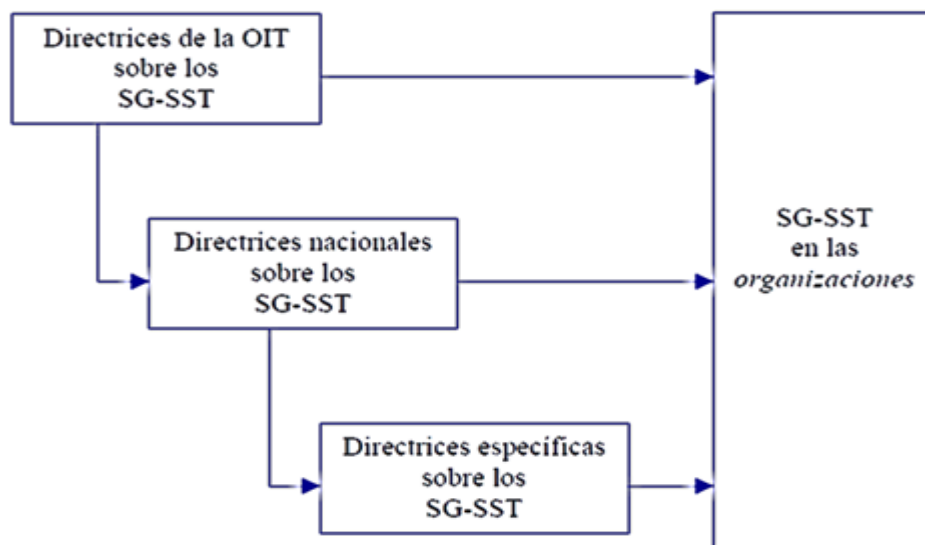 Directrices de la OIT
sobre los
SG-SST
Directrices nacionales
sobre los
SG-SST
SG-SST
en las
organizaciones
Directrices específicas
sobre los
SG-SST